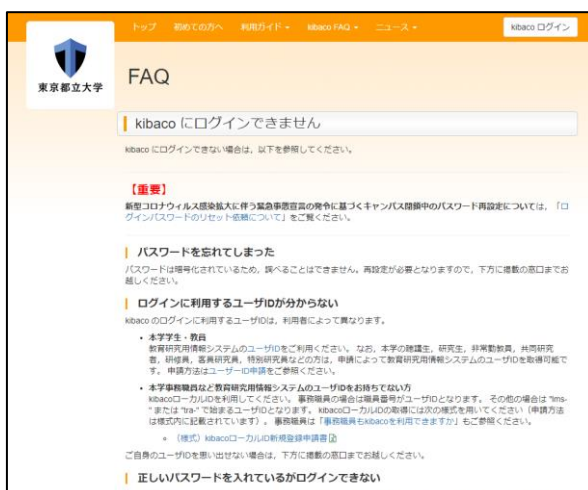 トップ 初めての方へ 利用ガイド kibaco FAQ ニュース kibaco ログイン
東京都立大学
FAQ
kibaco にログインできません
kibaco にログインできない場合は，以下を参照してください。
【重要】
新型コロナウィルス感染拡大に伴う緊急事態宣言の発令に基づくキャンパス閉鎖中のパスワード再設定については，「ロ
グインパスワードのリセット依頼について」をご覧ください。
パスワードを忘れてしまった
パスワードは暗号化されているため，調べることはできません。再設定が必要となりますので，下方に掲載の窓口までお
越しください。
ログインに利用するユーザIDが分からない
kibaco のログインに利用するユーザIDは，利用者によって異なります。
• 本学学生・教員
教育研究用情報システムのユーザIDをご利用ください。 なお，本学の聴講生，研究生，非常勤教員，共同研究
者，研修員，客員研究員，特別研究員などの方は，申請によって教育研究用情報システムのユーザIDを取得可能で
す。 申請方法はユーザーID申請をご参照ください。
• 本学事務職員など教育研究用情報システムのユーザIDをお持ちでない方
kibacoローカルIDを利用してください。 事務職員の場合は職員番号がユーザIDとなります。 その他の場合は "lms-
" または "tra-" で始まるユーザIDとなります。 kibacoローカルIDの取得には次の様式を用いてください（申請方法
は様式内に記載されています）。 事務職員は「事務職員もkibacoを利用できますか」もご参照ください。
◦ （様式）kibacoローカルID新規登録申請書
ご自身のユーザIDを思い出せない場合は，下方に掲載の窓口までお越しください。
正しいパスワードを入れているがログインできない